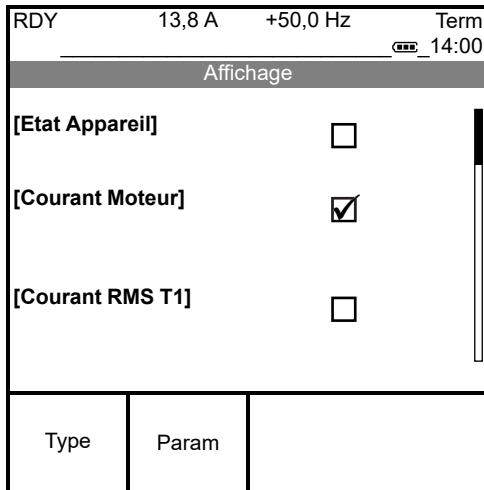 RDY 13,8 A +50,0 Hz Term
14:00
Affichage
[Etat Appareil]
[Courant Moteur]
[Courant RMS T1]
Type Param